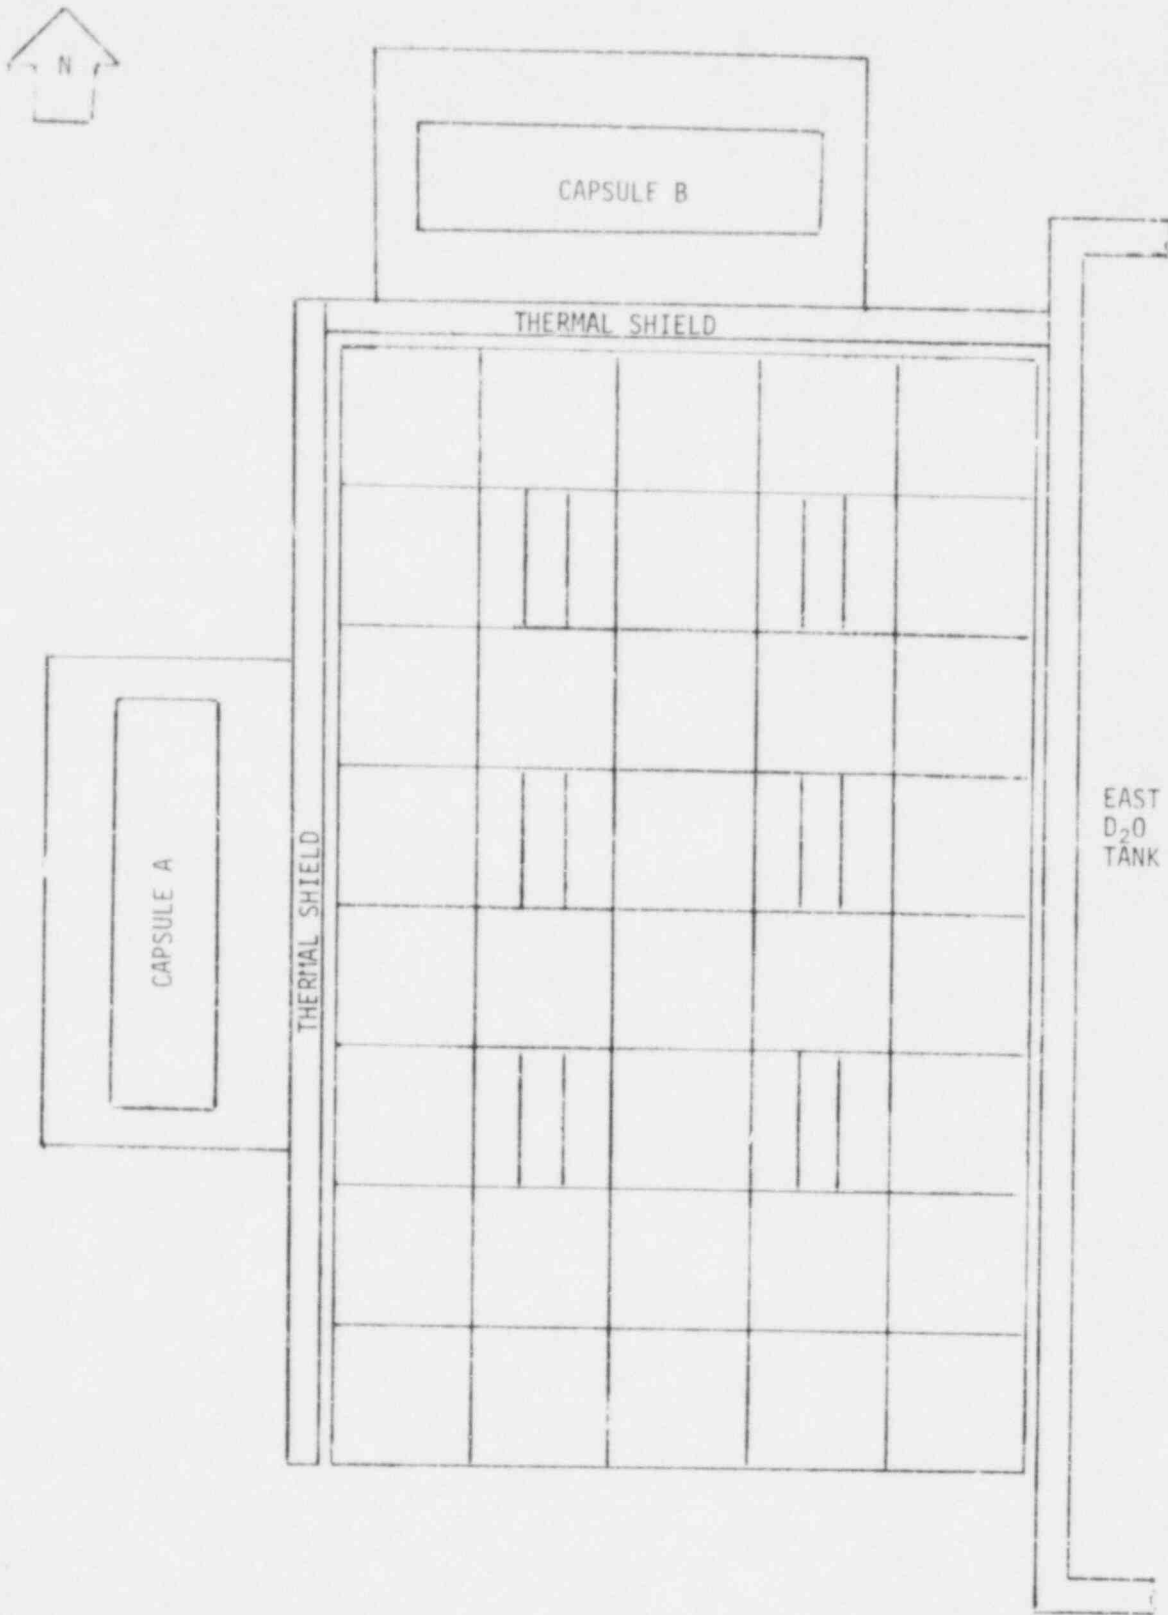 N
CAPSULE B
THERMAL SHIELD
CAPSULE A
THERMAL SHIELD
EAST
D₂O
TANK